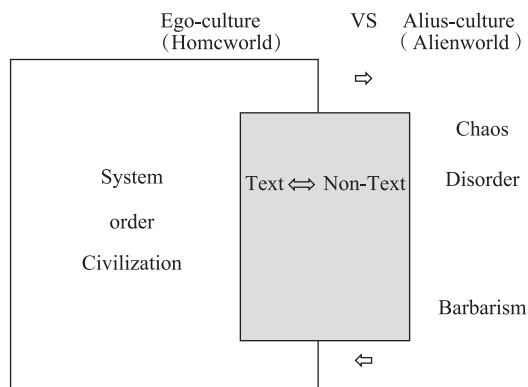 Ego-culture VS Alius-culture
(Homcworld) (Alienworld)
Chaos
Text ⇔ Non-Text
System
Disorder
order
Civilization
Barbarism